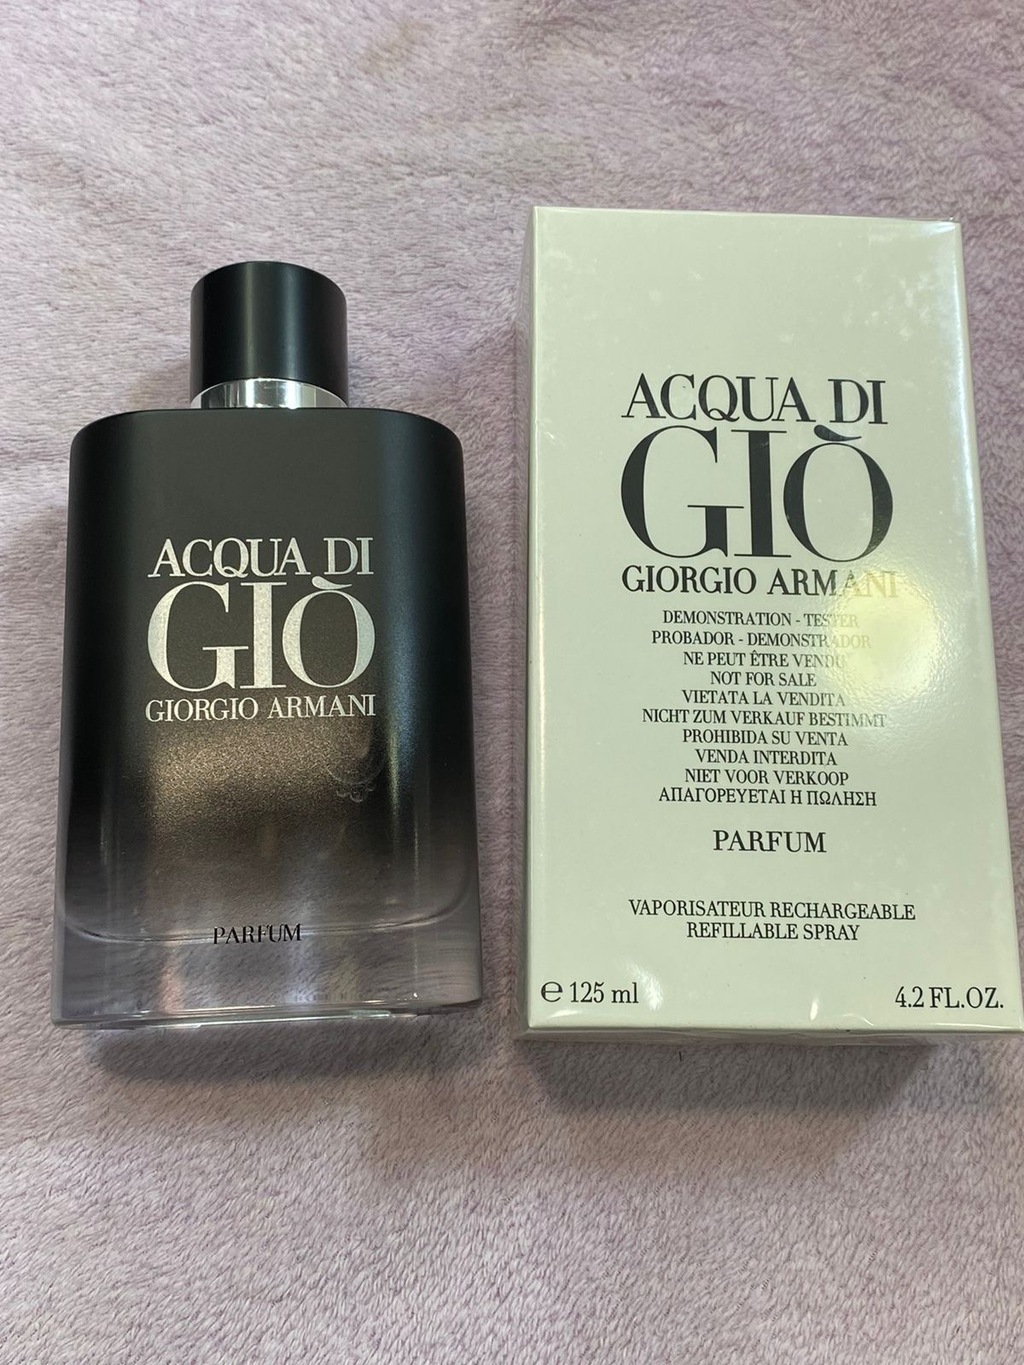 ACQUA DI
GIÒ
GIORGIO ARMANI
PARFUM
ACQUA DI
GIÒ
GIORGIO ARMANI
DEMONSTRATION - TESTER
PROBADOR - DEMONSTRADOR
NE PEUT ÊTRE VENDU
NOT FOR SALE
VIETATA LA VENDITA
NICHT ZUM VERKAUF BESTIMMT
PROHIBIDA SU VENTA
VENDA INTERDITA
NIET VOOR VERKOOP
ΑΠΑΓΟΡΕΥΕΤΑΙ Η ΠΩΛΗΣΗ
PARFUM
VAPORISATEUR RECHARGEABLE
REFILLABLE SPRAY
℮ 125 ml
4.2 FL.OZ.